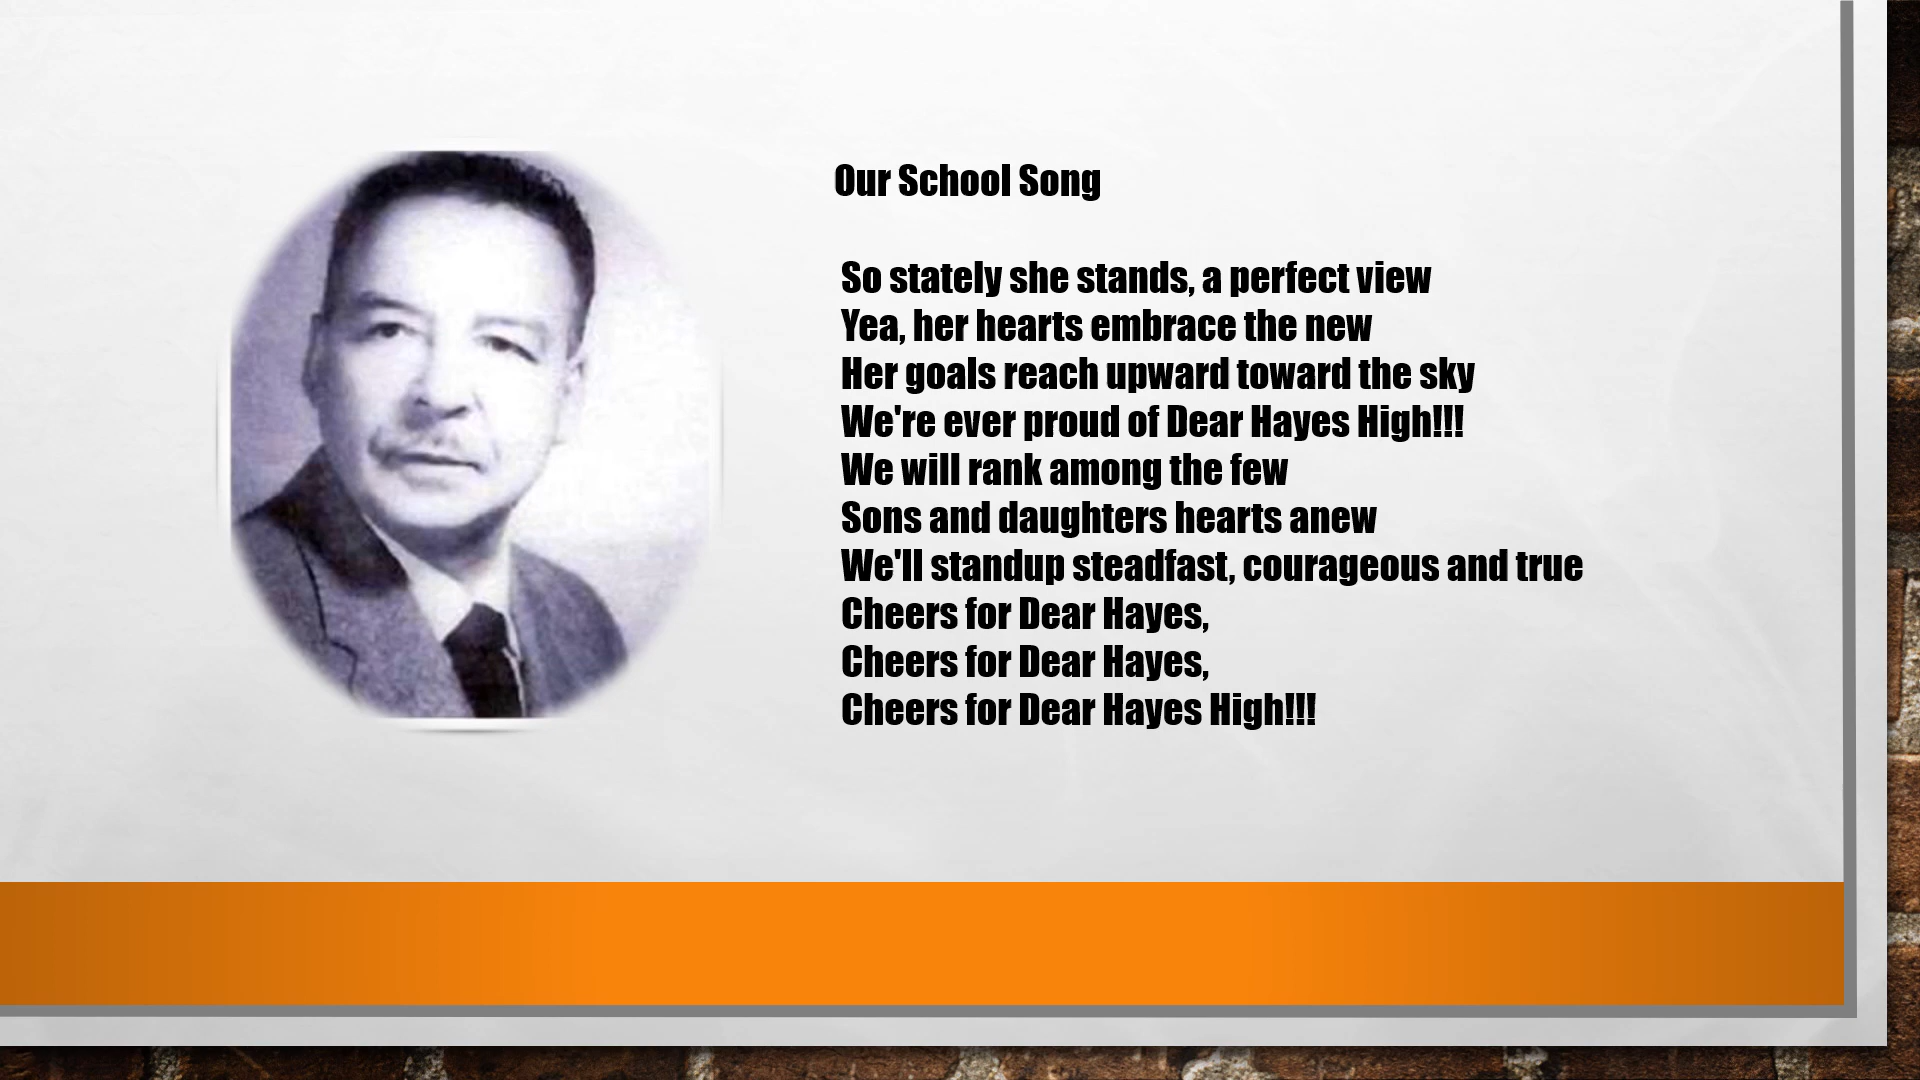 Our School Song
So stately she stands, a perfect view
Yea, her hearts embrace the new
Her goals reach upward toward the sky
We're ever proud of Dear Hayes High!!!
We will rank among the few
Sons and daughters hearts anew
We'll standup steadfast, courageous and true
Cheers for Dear Hayes,
Cheers for Dear Hayes,
Cheers for Dear Hayes High!!!